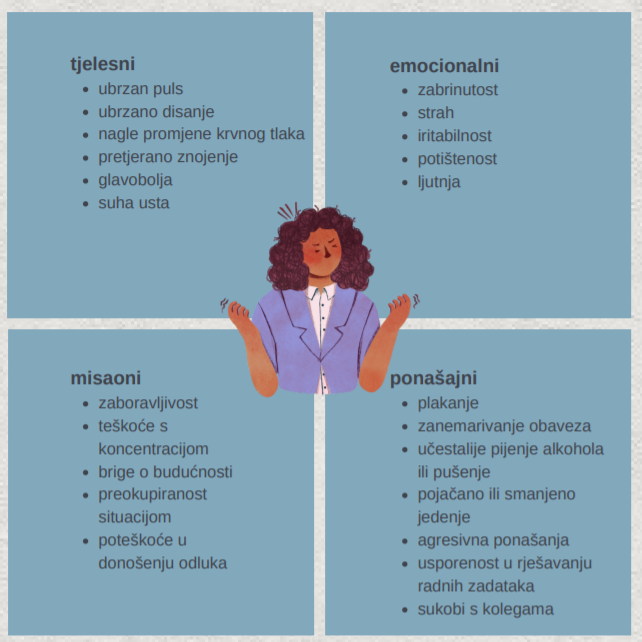 tjelesni
ubrzan puls
ubrzano disanje
nagle promjene krvnog tlaka
pretjerano znojenje
glavobolja
suha usta
emocionalni
zabrinutost
strah
iritabilnost
potištenost
ljutnja
misaoni
zaboravljivost
teškoće s
koncentracijom
brige o budućnosti
preokupiranost
situacijom
poteškoće u
donošenju odluka
ponašajni
plakanje
zanemarivanje obaveza
učestalije pijenje alkohola
ili pušenje
pojačano ili smanjeno
jedenje
agresivna ponašanja
usporenost u rješavanju
radnih zadataka
sukobi s kolegama